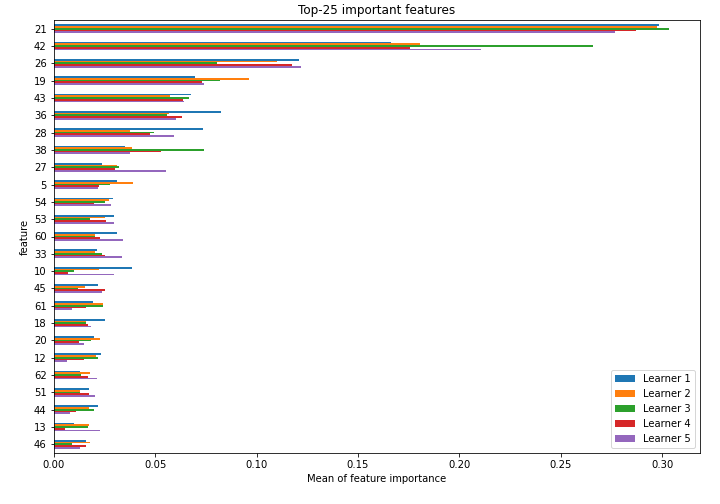 Top-25 important features
feature
21
42
26
19
43
36
28
38
27
5
54
53
60
33
10
45
61
18
20
12
62
51
44
13
46
Learner 1
Learner 2
Learner 3
Learner 4
Learner 5
0.00 0.05 0.10 0.15 0.20 0.25 0.30
Mean of feature importance